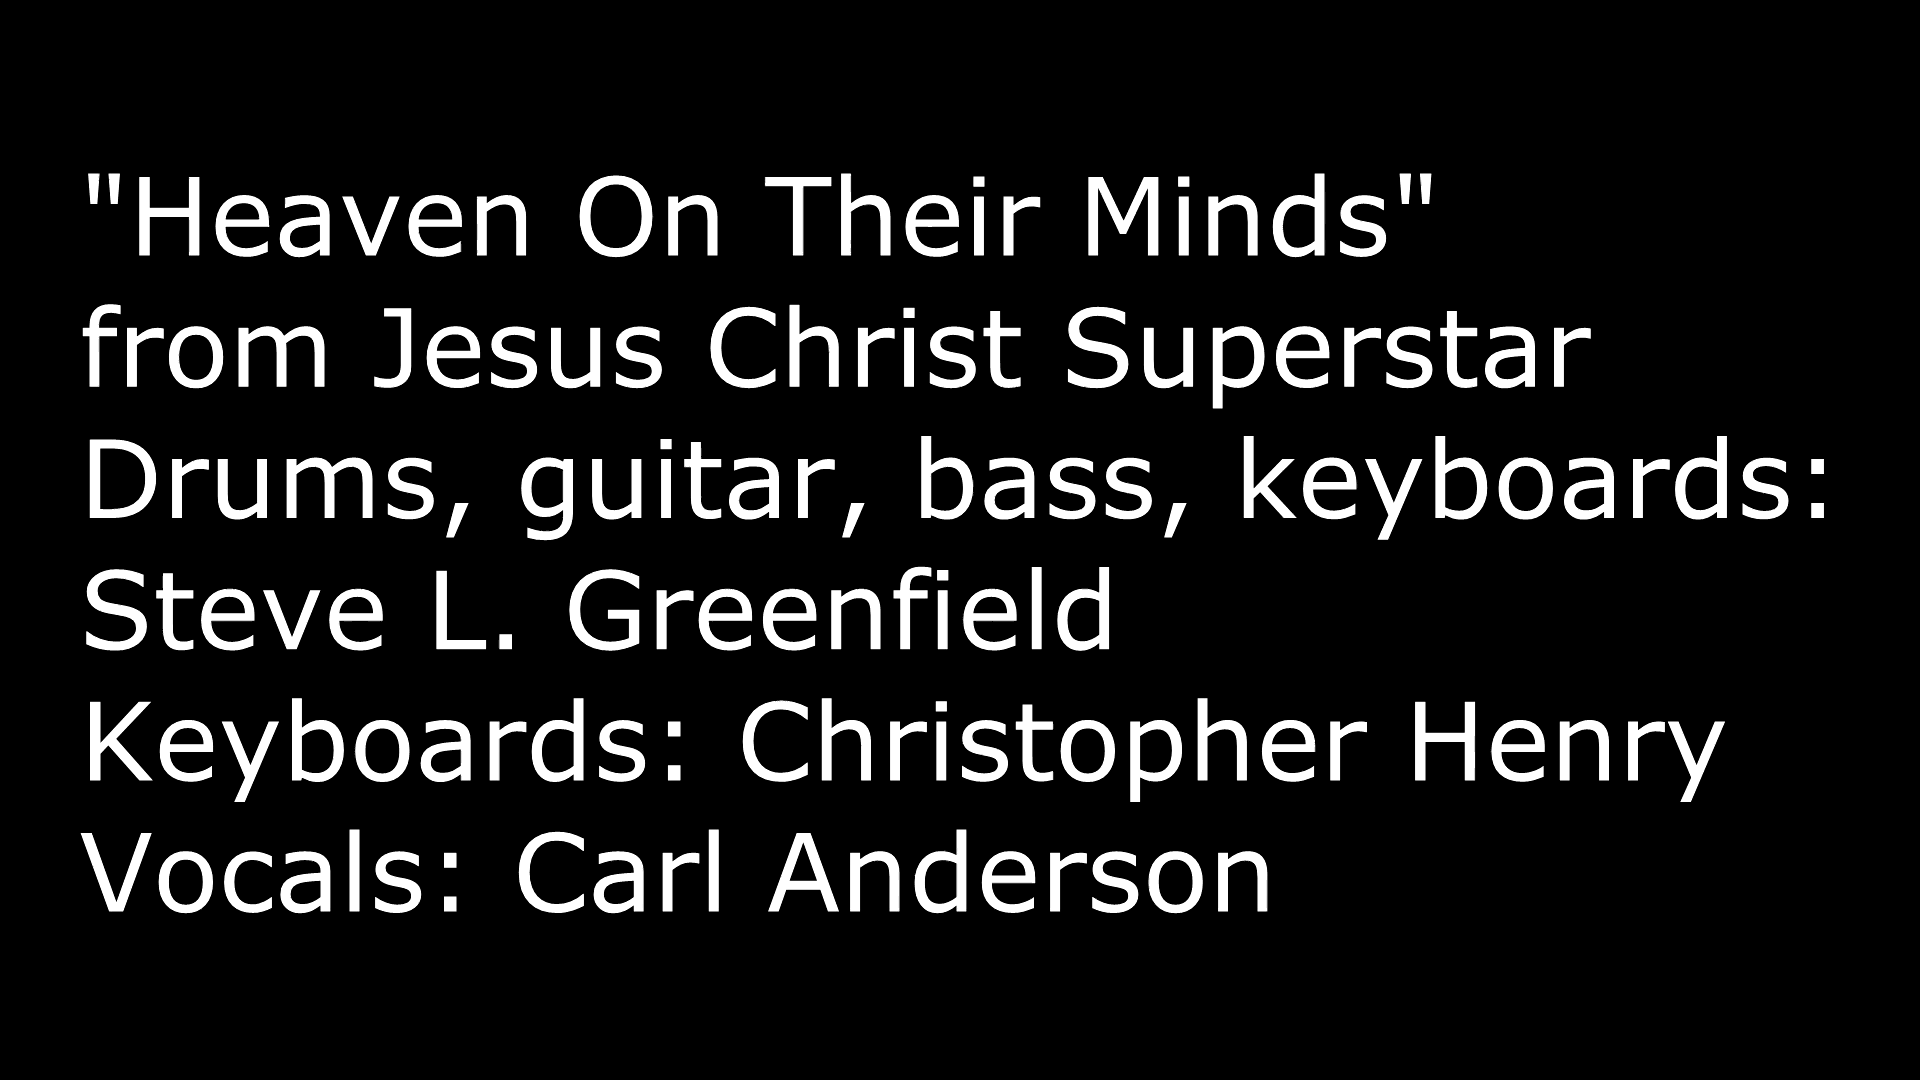 "Heaven On Their Minds"
from Jesus Christ Superstar
Drums, guitar, bass, keyboards:
Steve L. Greenfield
Keyboards: Christopher Henry
Vocals: Carl Anderson